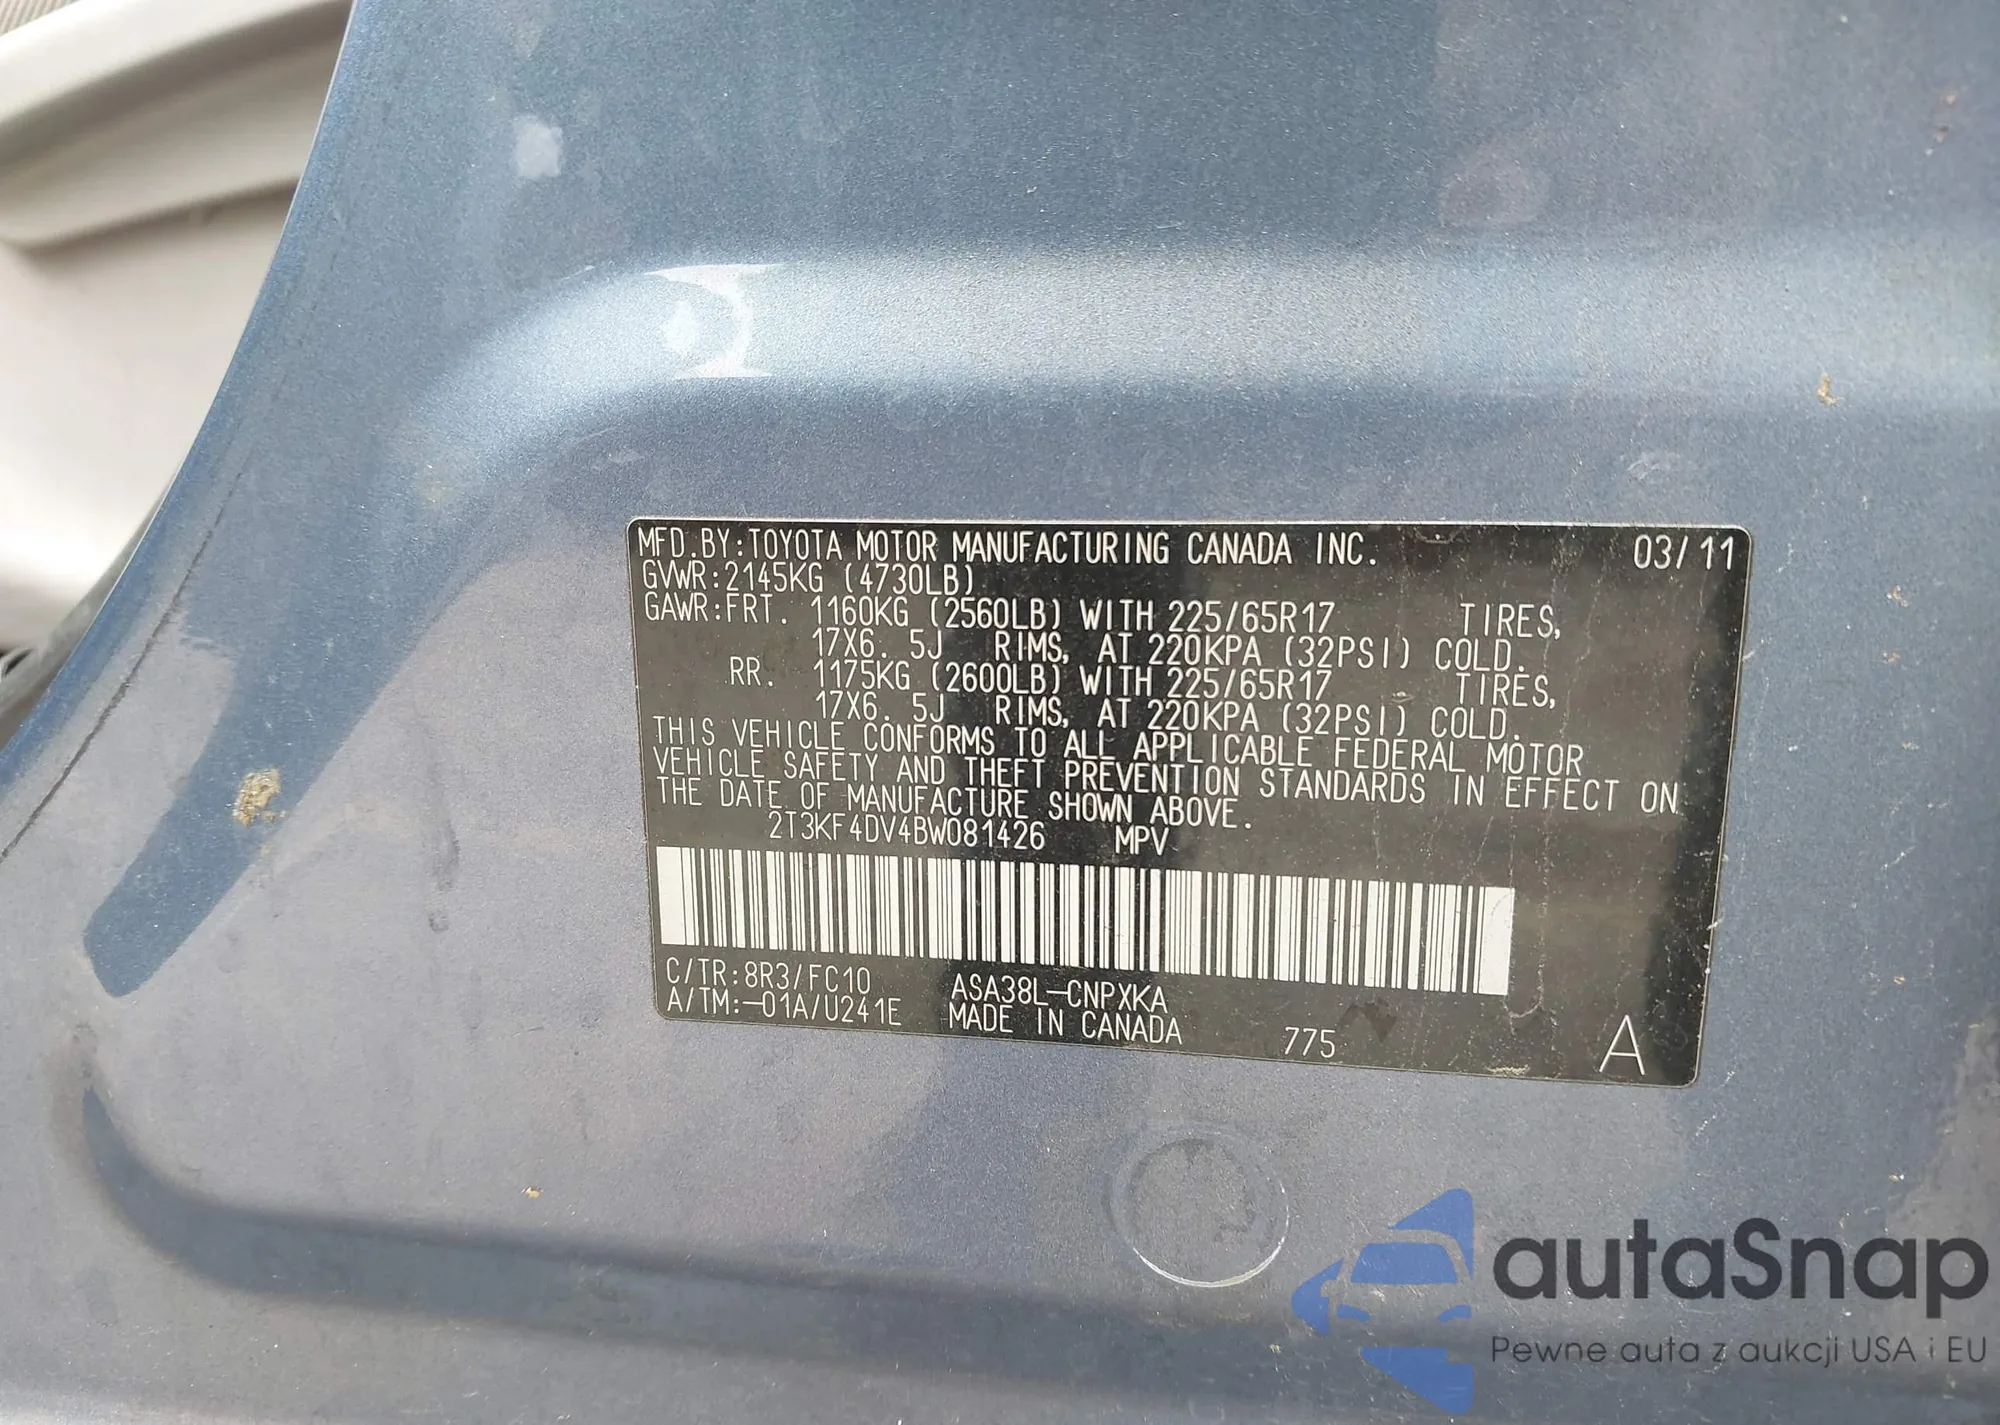 MFD.BY:TOYOTA MOTOR MANUFACTURING CANADA INC. 03/11
GVWR:2145KG (4730LB)
GAWR:FRT. 1160KG (2560LB) WITH 225/65R17 TIRES,
17X6. 5J RIMS, AT 220KPA (32PSI) COLD.
RR. 1175KG (2600LB) WITH 225/65R17 TIRES,
17X6. 5J RIMS, AT 220KPA (32PSI) COLD.
THIS VEHICLE CONFORMS TO ALL APPLICABLE FEDERAL MOTOR
VEHICLE SAFETY AND THEFT PREVENTION STANDARDS IN EFFECT ON
THE DATE OF MANUFACTURE SHOWN ABOVE.
2T3KF4DV4BW081426 MPV
C/TR:8R3/FC10 ASA38L-CNPXKA
A/TM:-01A/U241E MADE IN CANADA 775 A
autaSnap
Pewne auta z aukcji USA i EU